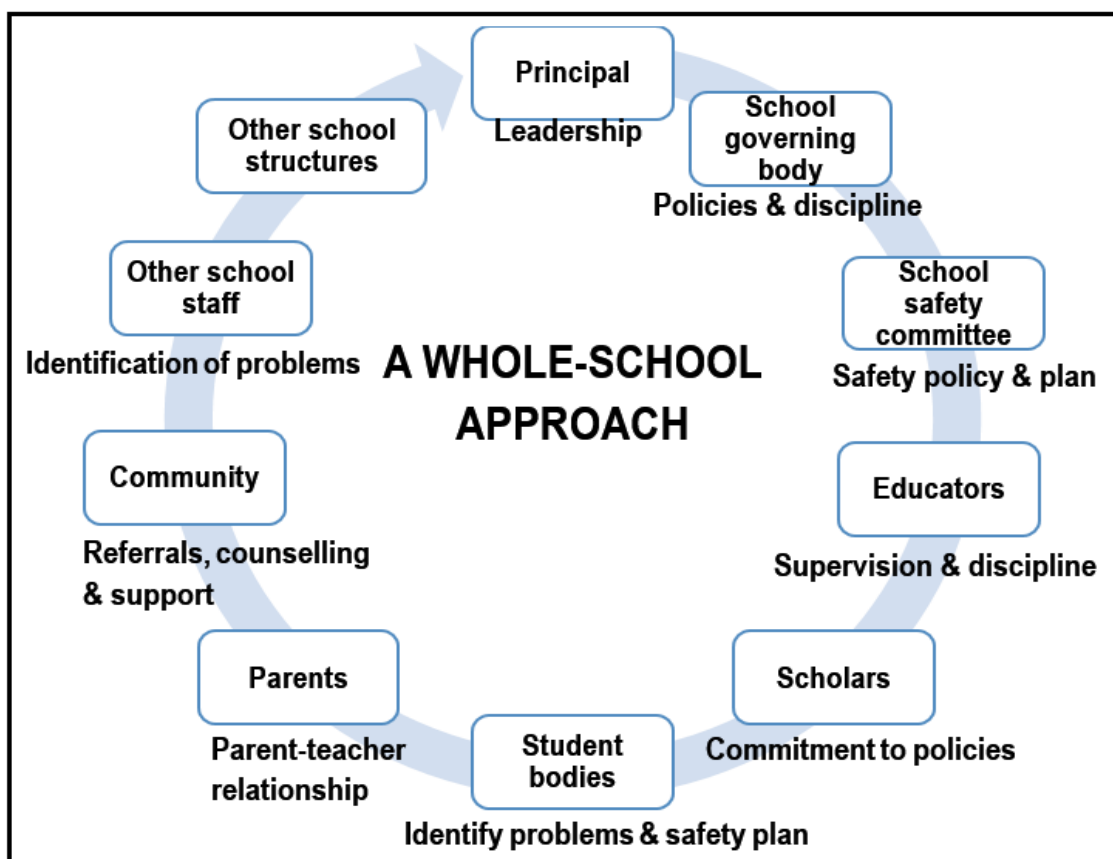 Principal
Leadership
School
governing
body
Policies & discipline
School
safety
committee
Safety policy & plan
Educators
Supervision & discipline
Scholars
Commitment to policies
Student
bodies
Identify problems & safety plan
Parents
Parent-teacher
relationship
Community
Referrals, counselling
& support
Other school
staff
Identification of problems
Other school
structures
A WHOLE-SCHOOL
APPROACH